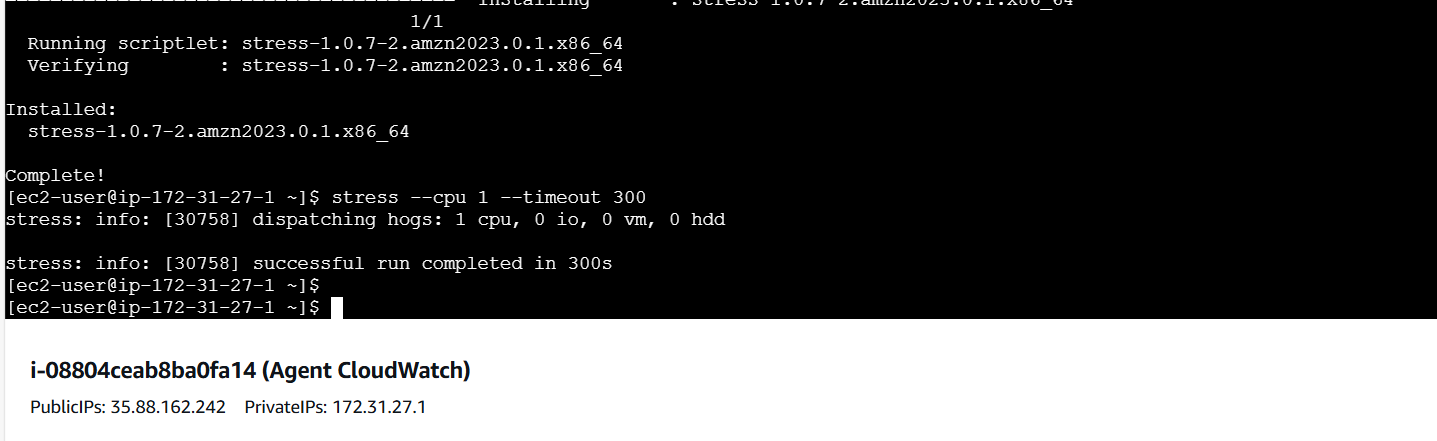 Installing : stress-1.0.7-2.amzn2023.0.1.x86_64
1/1
Running scriptlet: stress-1.0.7-2.amzn2023.0.1.x86_64
Verifying : stress-1.0.7-2.amzn2023.0.1.x86_64
Installed:
stress-1.0.7-2.amzn2023.0.1.x86_64
Complete!
[ec2-user@ip-172-31-27-1 ~]$ stress --cpu 1 --timeout 300
stress: info: [30758] dispatching hogs: 1 cpu, 0 io, 0 vm, 0 hdd
stress: info: [30758] successful run completed in 300s
[ec2-user@ip-172-31-27-1 ~]$
[ec2-user@ip-172-31-27-1 ~]$
i-08804ceab8ba0fa14 (Agent CloudWatch)
PublicIPs: 35.88.162.242 PrivateIPs: 172.31.27.1